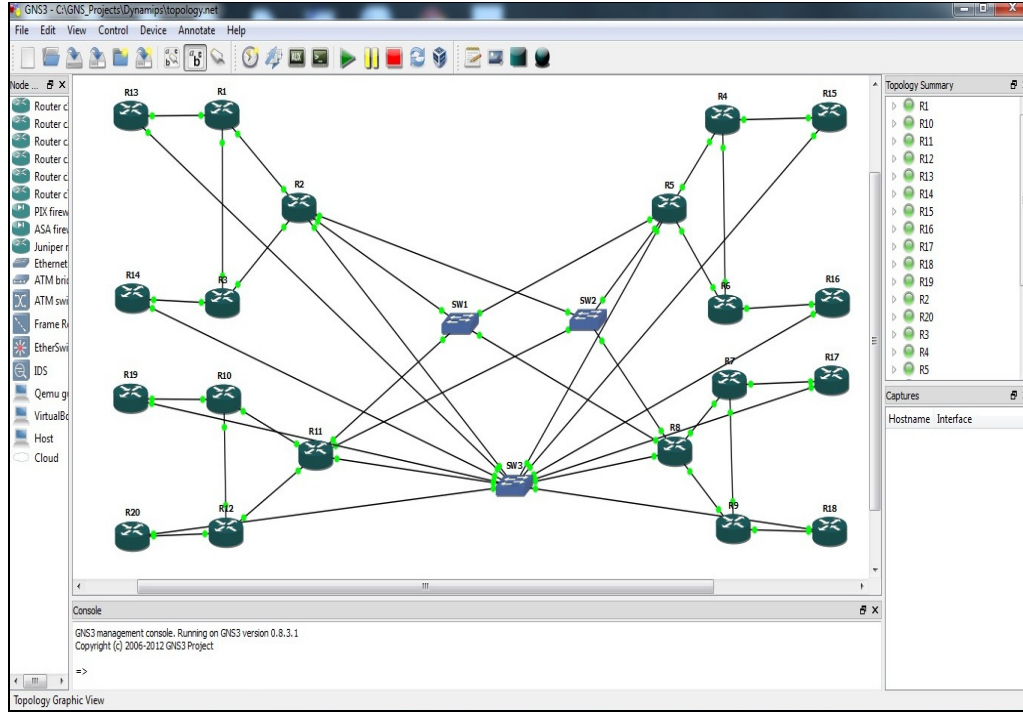 GNS3 - C:\GNS_Projects\Dynamips\topology.net
File Edit View Control Device Annotate Help
Node ...
Router c
Router c
Router c
Router c
Router c
Router c
PIX firew
ASA firew
Juniper r
Ethernet
ATM brid
ATM swi
Frame Re
EtherSwi
IDS
Qemu gu
VirtualBo
Host
Cloud
R13
R1
R4
R15
R2
R5
R14
R3
SW1
SW2
R6
R16
R19
R10
R7
R17
R11
R8
SW3
R20
R12
R9
R18
Topology Summary
R1
R10
R11
R12
R13
R14
R15
R16
R17
R18
R19
R2
R20
R3
R4
R5
Captures
Hostname Interface
Console
GNS3 management console. Running on GNS3 version 0.8.3.1
Copyright (c) 2006-2012 GNS3 Project
=>
Topology Graphic View